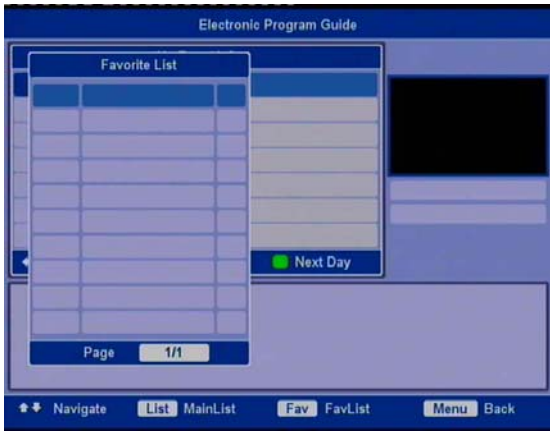 Electronic Program Guide
Favorite List
Next Day
Page 1/1
Navigate List MainList Fav FavList Menu Back